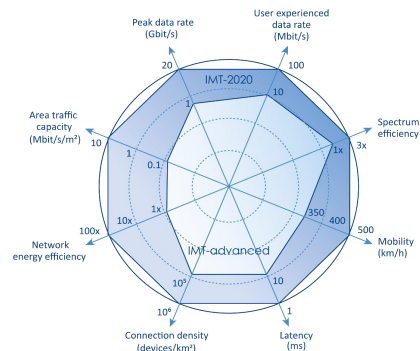 Peak data rate
(Gbit/s)
User experienced
data rate
(Mbit/s)
20
100
IMT-2020
1
10
Area traffic
capacity
(Mbit/s/m²)
Spectrum
efficiency
10
1
0.1
1x
3x
100x
10x
1x
350
400
500
Network
energy efficiency
Mobility
(km/h)
IMT-advanced
10⁵
10
10⁶
1
Connection density
(devices/km²)
Latency
(ms)